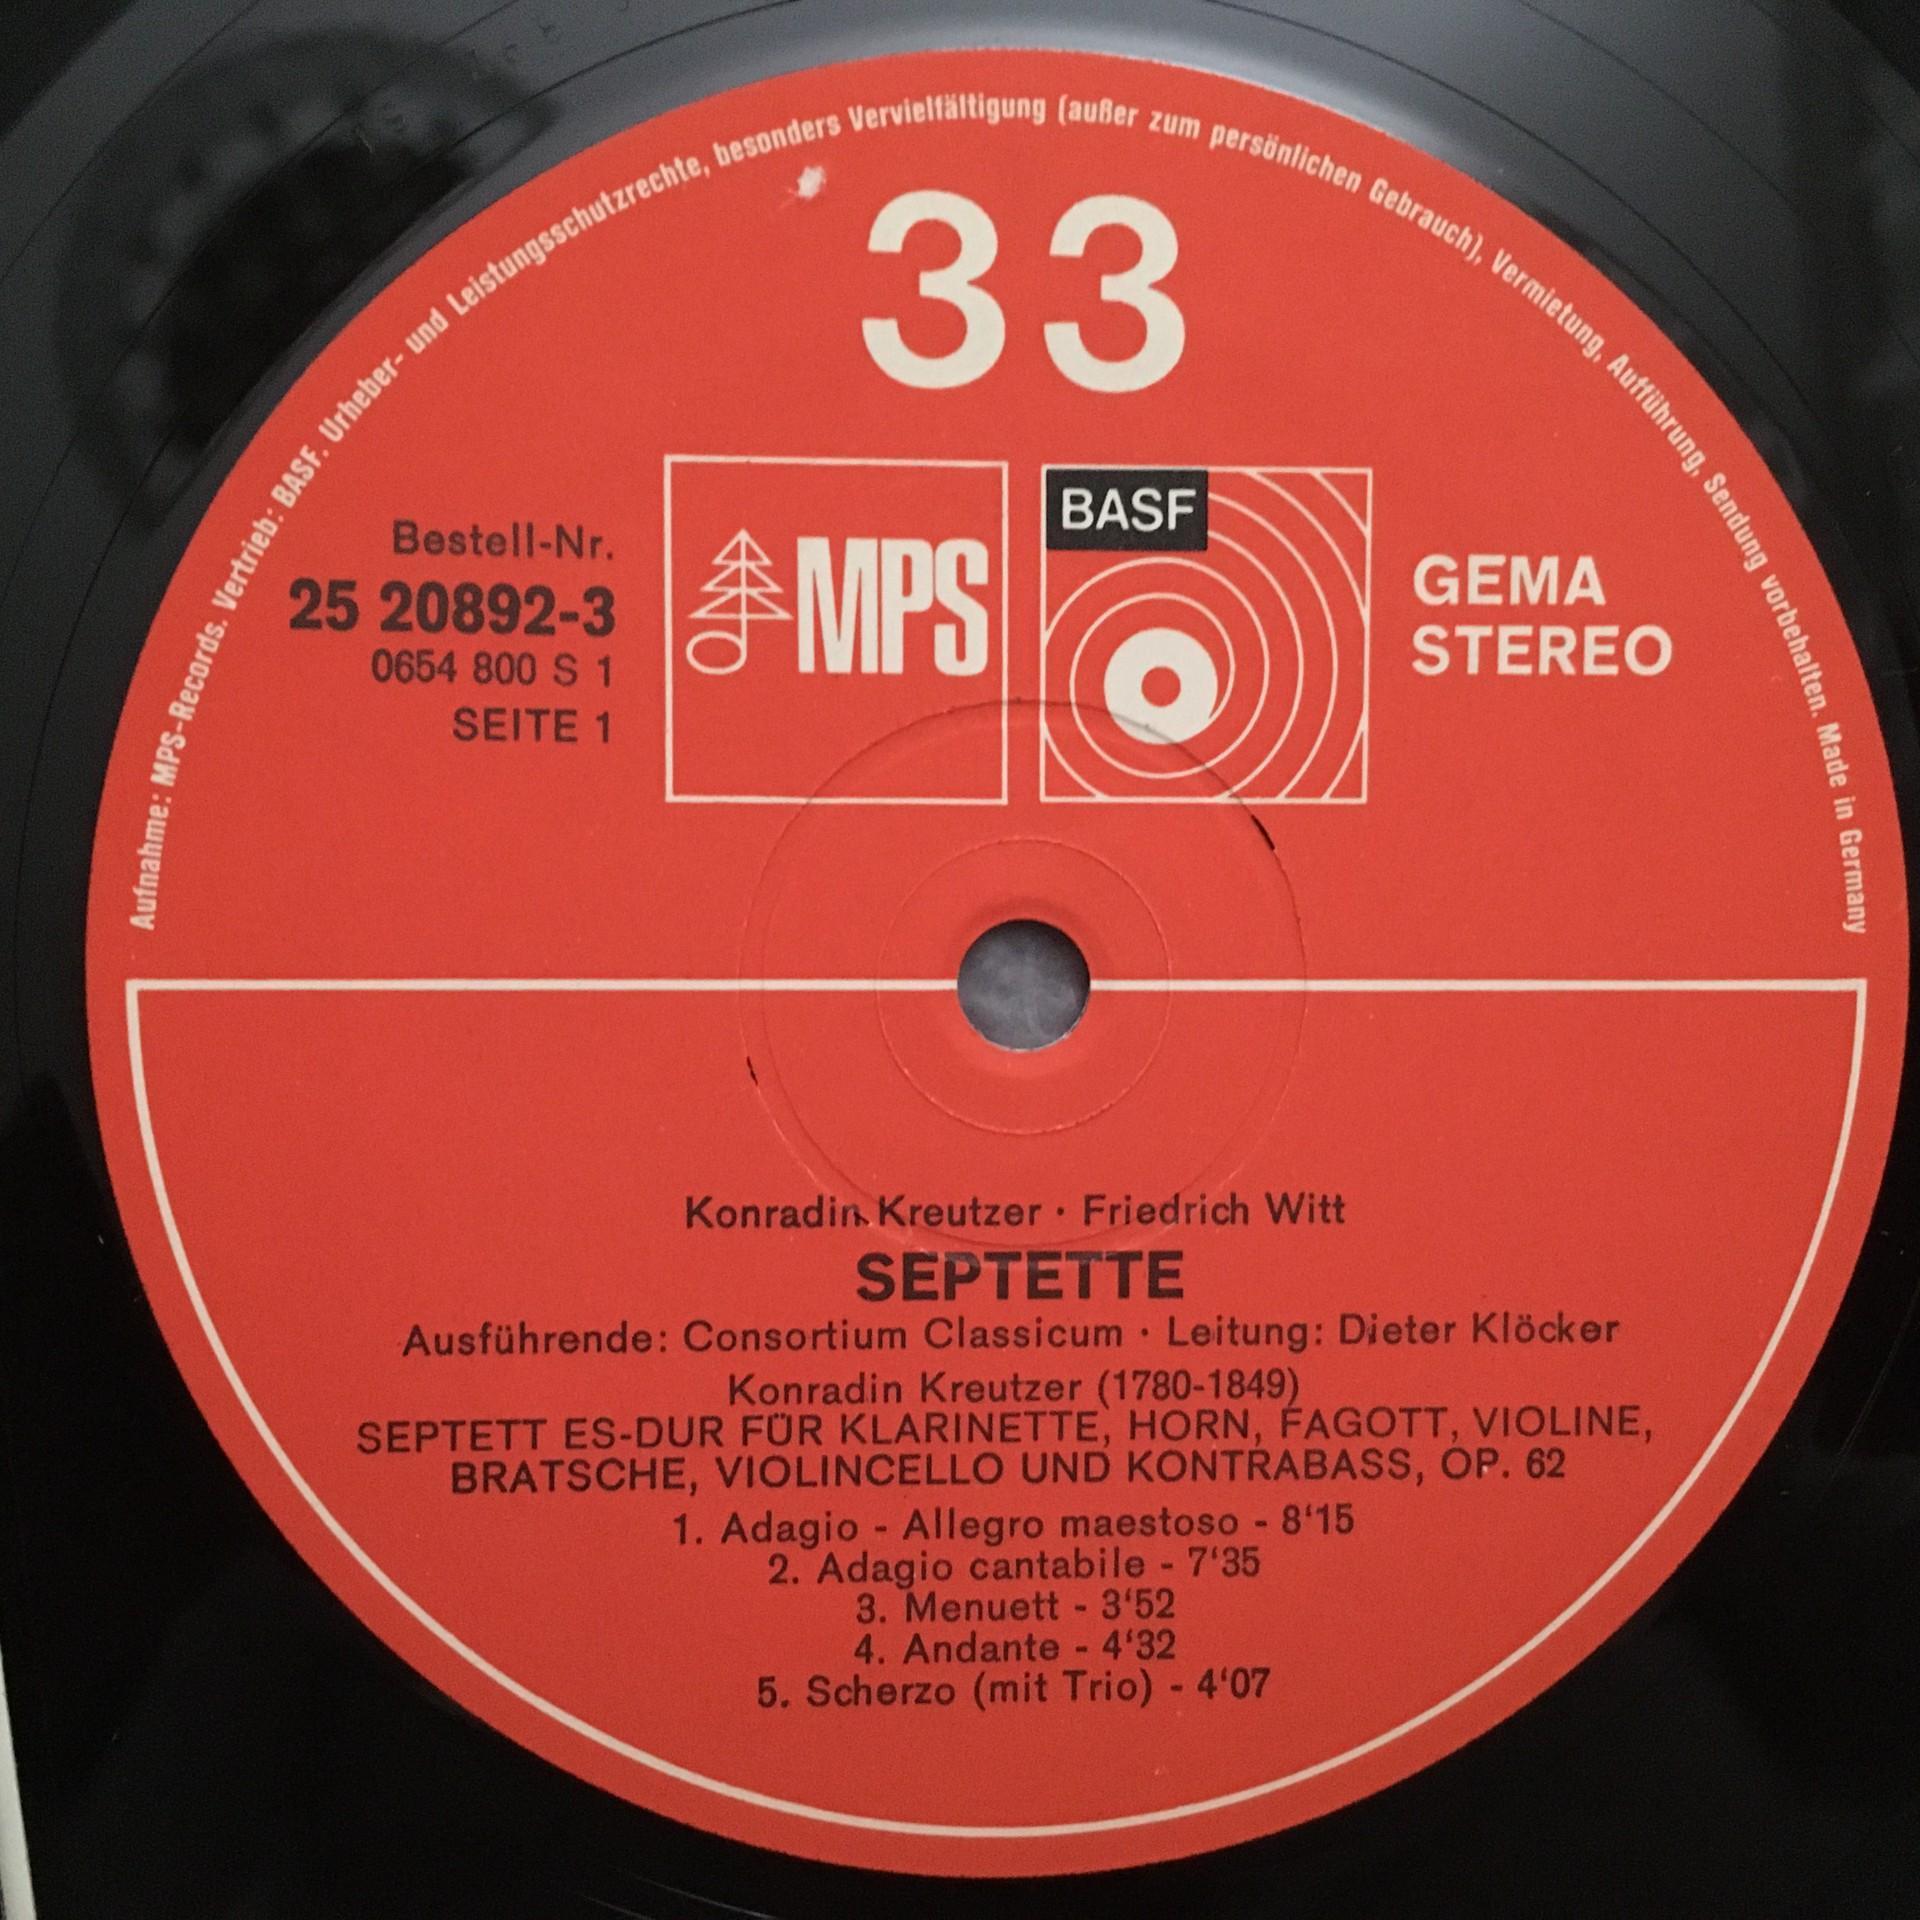 Aufnahme: MPS-Records. Vertrieb: BASF. Urheber- und Leistungsschutzrechte, besonders Vervielfältigung (außer zum persönlichen Gebrauch), Vermietung, Aufführung, Sendung vorbehalten. Made in Germany
33
Bestell-Nr.
25 20892-3
0654 800 S 1
SEITE 1
MPS
BASF
GEMA
STEREO
Konradin Kreutzer · Friedrich Witt
SEPTETTE
Ausführende: Consortium Classicum · Leitung: Dieter Klöcker
Konradin Kreutzer (1780-1849)
SEPTETT ES-DUR FÜR KLARINETTE, HORN, FAGOTT, VIOLINE,
BRATSCHE, VIOLINCELLO UND KONTRABASS, OP. 62
1. Adagio - Allegro maestoso - 8‘15
2. Adagio cantabile - 7‘35
3. Menuett - 3‘52
4. Andante - 4‘32
5. Scherzo (mit Trio) - 4‘07